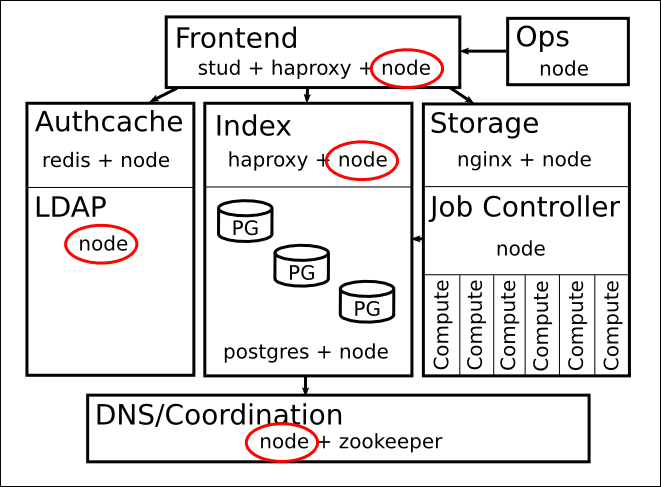 Frontend
stud + haproxy + node
Ops
node
Authcache
redis + node
LDAP
node
Index
haproxy + node
PG
PG
PG
postgres + node
Storage
nginx + node
Job Controller
node
Compute
Compute
Compute
Compute
Compute
Compute
DNS/Coordination
node + zookeeper